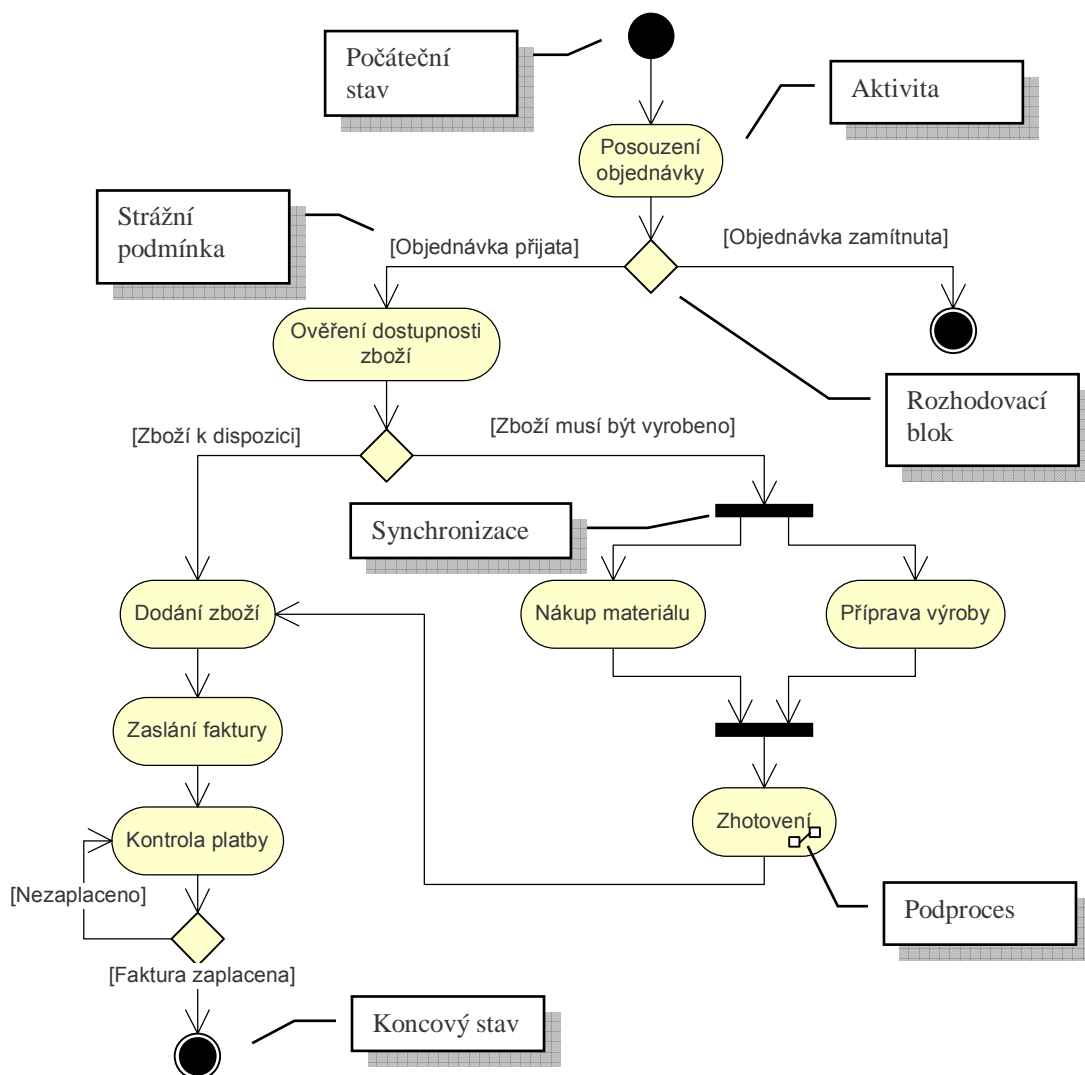 Počáteční
stav
Aktivita
Posouzení
objednávky
Strážní
podmínka
[Objednávka přijata]
[Objednávka zamítnuta]
Ověření dostupnosti
zboží
Rozhodovací
blok
[Zboží k dispozici]
[Zboží musí být vyrobeno]
Synchronizace
Dodání zboží
Nákup materiálu
Příprava výroby
Zaslání faktury
Zhotovení
Kontrola platby
[Nezaplaceno]
Podproces
[Faktura zaplacena]
Koncový stav